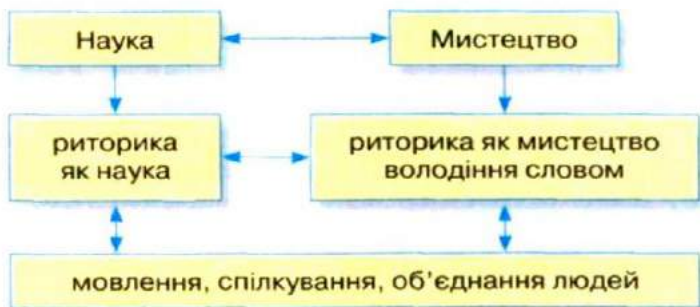 Наука
Мистецтво
риторика
як наука
риторика як мистецтво
володіння словом
мовлення, спілкування, об’єднання людей